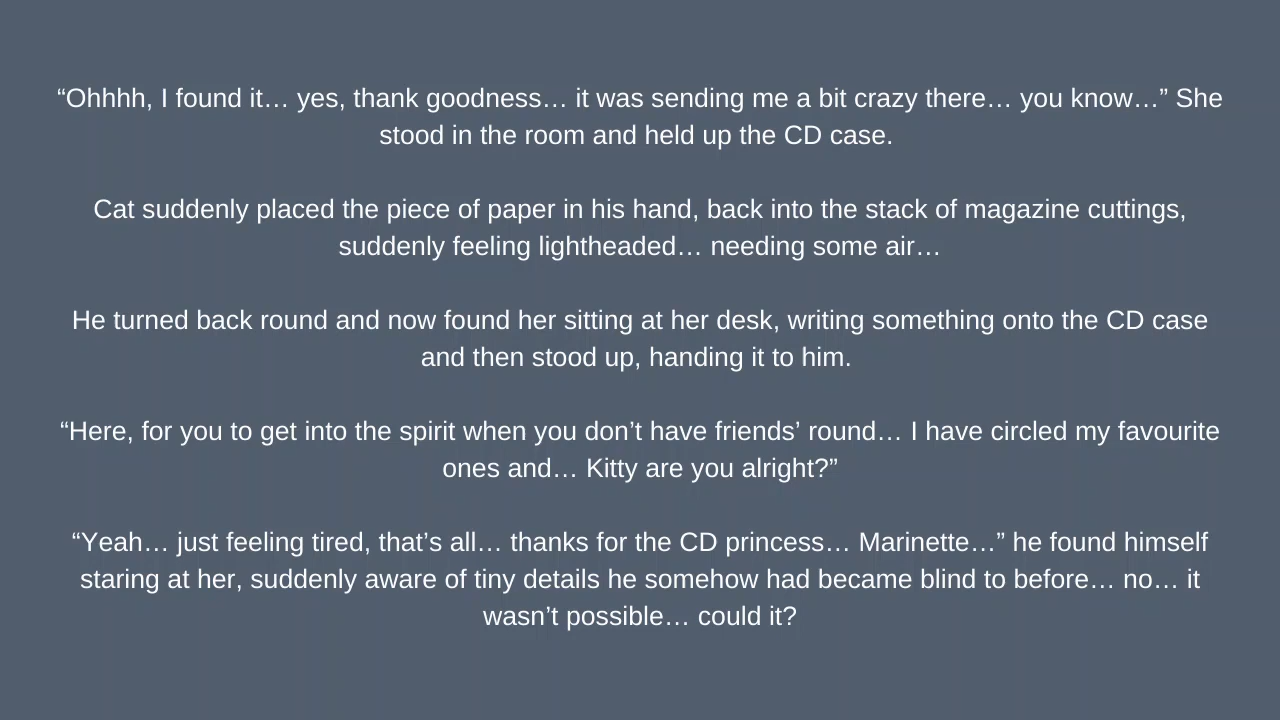 “Ohhhh, I found it… yes, thank goodness… it was sending me a bit crazy there… you know…” She
stood in the room and held up the CD case.
Cat suddenly placed the piece of paper in his hand, back into the stack of magazine cuttings,
suddenly feeling lightheaded… needing some air…
He turned back round and now found her sitting at her desk, writing something onto the CD case
and then stood up, handing it to him.
“Here, for you to get into the spirit when you don’t have friends’ round… I have circled my favourite
ones and… Kitty are you alright?”
“Yeah… just feeling tired, that’s all… thanks for the CD princess… Marinette…” he found himself
staring at her, suddenly aware of tiny details he somehow had became blind to before… no… it
wasn’t possible… could it?